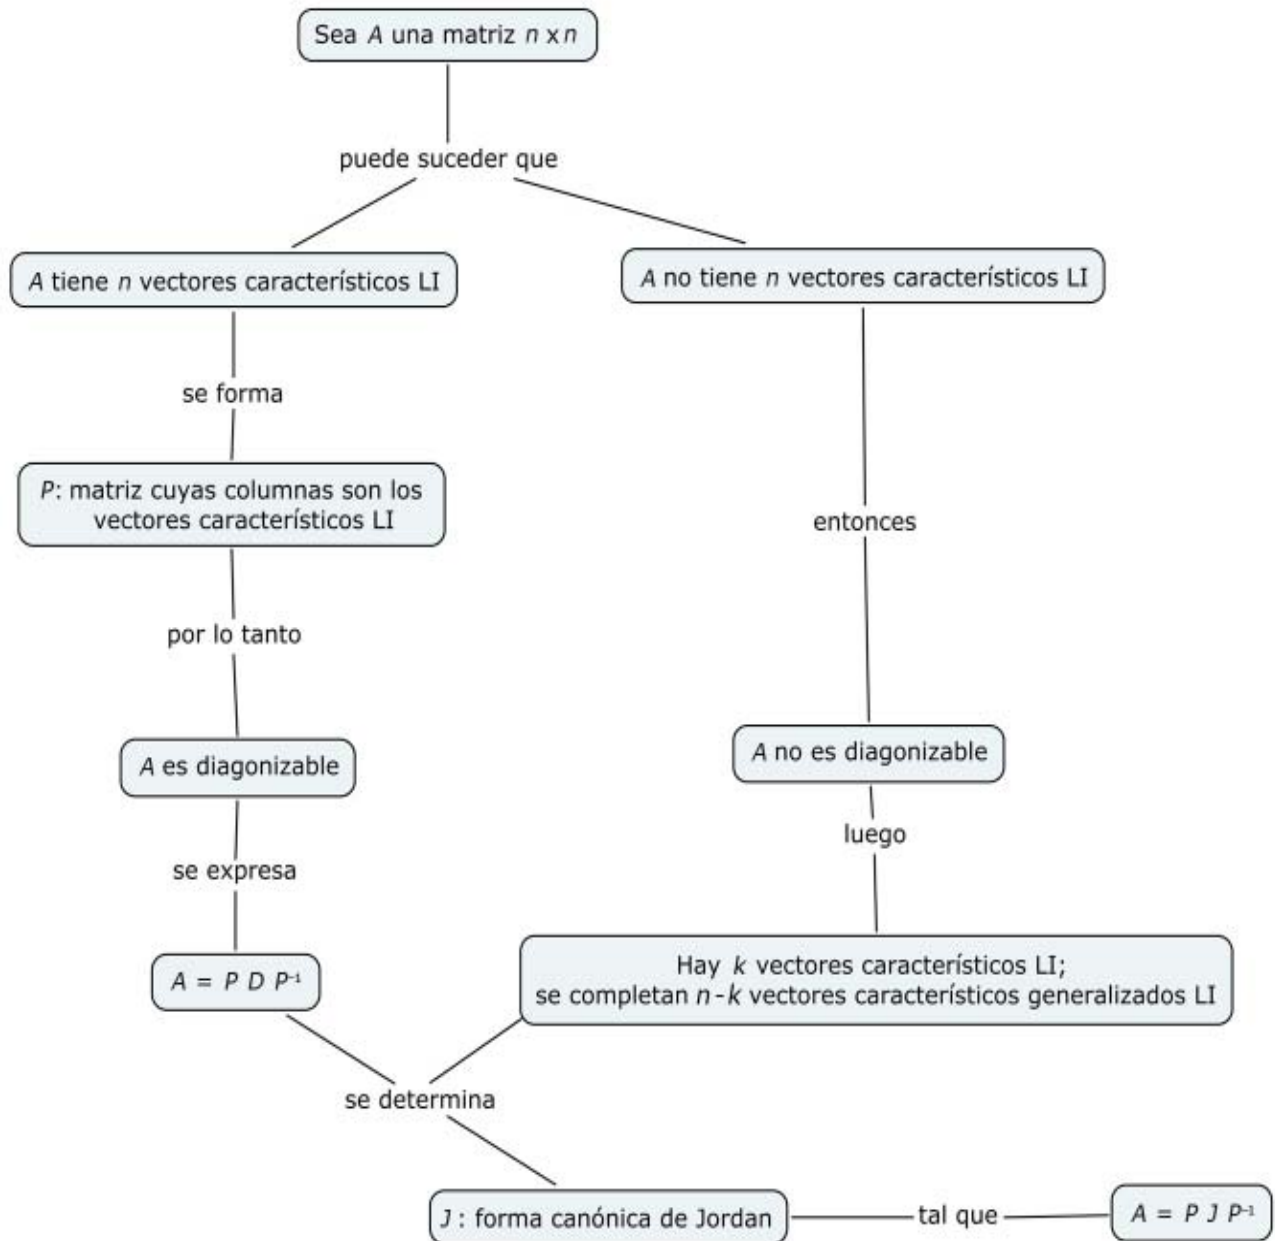 Sea A una matriz n x n
puede suceder que
A tiene n vectores característicos LI
A no tiene n vectores característicos LI
se forma
P: matriz cuyas columnas son los
vectores característicos LI
entonces
por lo tanto
A es diagonizable
A no es diagonizable
luego
se expresa
A = P D P⁻¹
Hay k vectores característicos LI;
se completan n-k vectores característicos generalizados LI
se determina
J : forma canónica de Jordan
tal que
A = P J P⁻¹